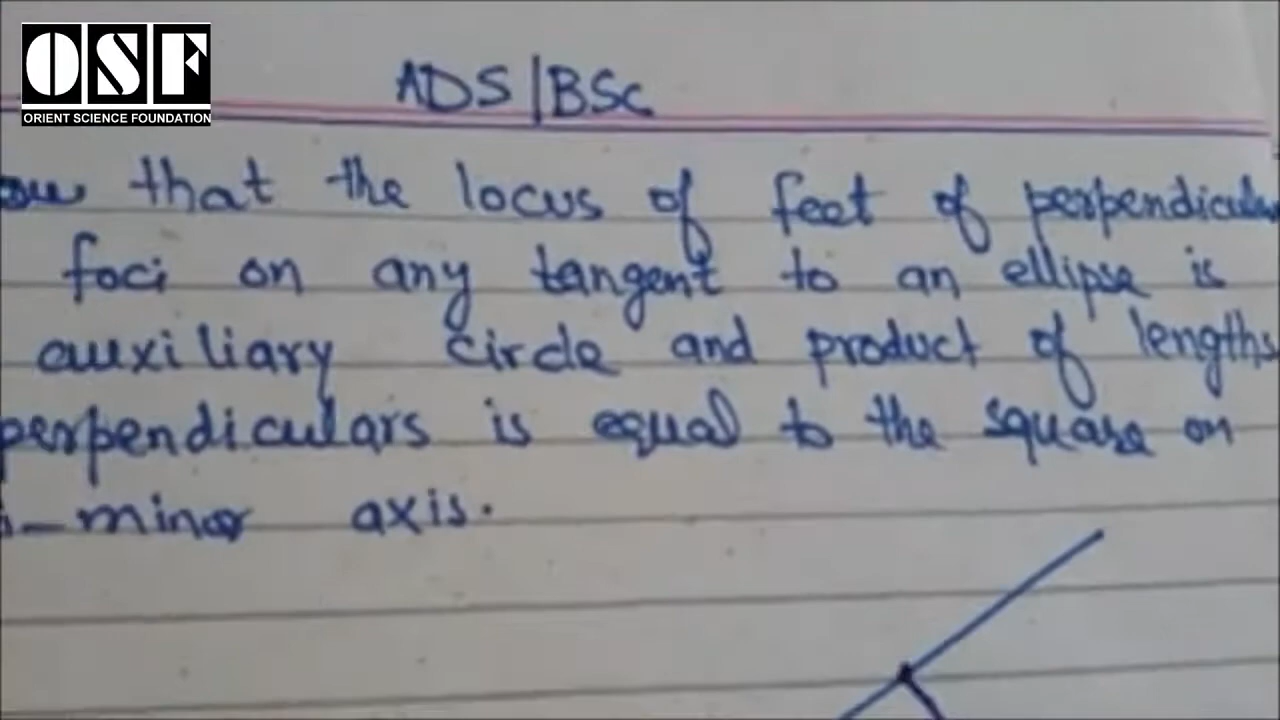 OSF
ORIENT SCIENCE FOUNDATION
ADS|BSc
that the locus of feet of perpendicular
foci on any tangent to an ellipse is
auxiliary circle and product of lengths
perpendiculars is equal to the square on
-minor axis.